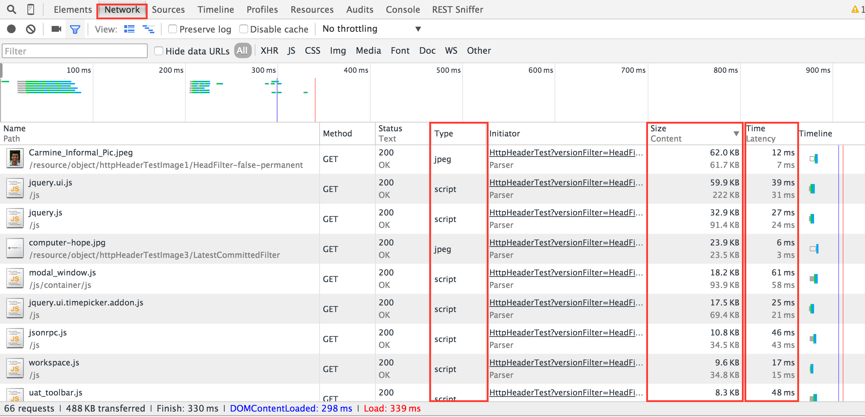 Elements Network Sources Timeline Profiles Resources Audits Console REST Sniffer 1
View: Preserve log Disable cache No throttling
Filter Hide data URLs All XHR JS CSS Img Media Font Doc WS Other
100 ms 200 ms 300 ms 400 ms 500 ms 600 ms 700 ms 800 ms 900 ms
Name Method Status Type Initiator Size Time Timeline
Path Text Content Latency
Carmine_Informal_Pic.jpeg GET 200 jpeg HttpHeaderTest?versionFilter=HeadFi... 62.0 KB 12 ms
/resource/object/httpHeaderTestImage1/HeadFilter-false-permanent OK Parser 61.7 KB 7 ms
jquery.ui.js GET 200 script HttpHeaderTest?versionFilter=HeadFi... 59.9 KB 39 ms
/js OK Parser 222 KB 31 ms
jquery.js GET 200 script HttpHeaderTest?versionFilter=HeadFi... 32.9 KB 27 ms
/js OK Parser 91.4 KB 24 ms
computer-hope.jpg GET 200 jpeg HttpHeaderTest?versionFilter=HeadFi... 23.9 KB 6 ms
/resource/object/httpHeaderTestImage3/LatestCommittedFilter OK Parser 23.5 KB 3 ms
modal_window.js GET 200 script HttpHeaderTest?versionFilter=HeadFi... 18.2 KB 61 ms
/js/container/js OK Parser 93.9 KB 58 ms
jquery.ui.timepicker.addon.js GET 200 script HttpHeaderTest?versionFilter=HeadFi... 17.5 KB 25 ms
/js OK Parser 69.4 KB 21 ms
jsonrpc.js GET 200 script HttpHeaderTest?versionFilter=HeadFi... 10.8 KB 46 ms
/js OK Parser 34.5 KB 43 ms
workspace.js GET 200 script HttpHeaderTest?versionFilter=HeadFi... 9.6 KB 17 ms
/js OK Parser 34.8 KB 15 ms
uat_toolbar.js GET 200 script HttpHeaderTest?versionFilter=HeadFi... 8.3 KB 48 ms
66 requests | 488 KB transferred | Finish: 330 ms | DOMContentLoaded: 298 ms | Load: 339 ms